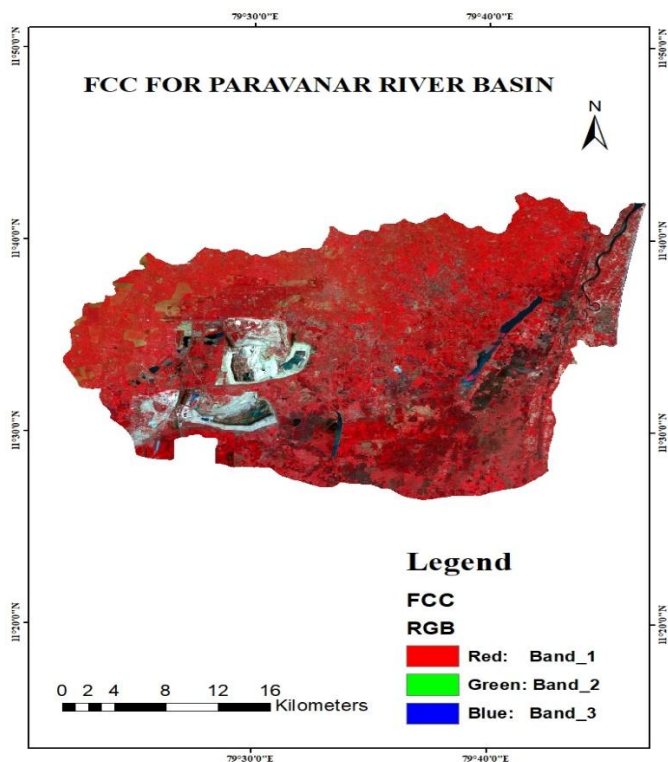 79°30'0"E 79°40'0"E
11°50'0"N 11°50'0"N
FCC FOR PARAVANAR RIVER BASIN
N
11°40'0"N 11°40'0"N
11°30'0"N 11°30'0"N
Legend
FCC
RGB
11°20'0"N 11°20'0"N
Red: Band_1
Green: Band_2
Blue: Band_3
0 2 4 8 12 16
Kilometers
79°30'0"E 79°40'0"E